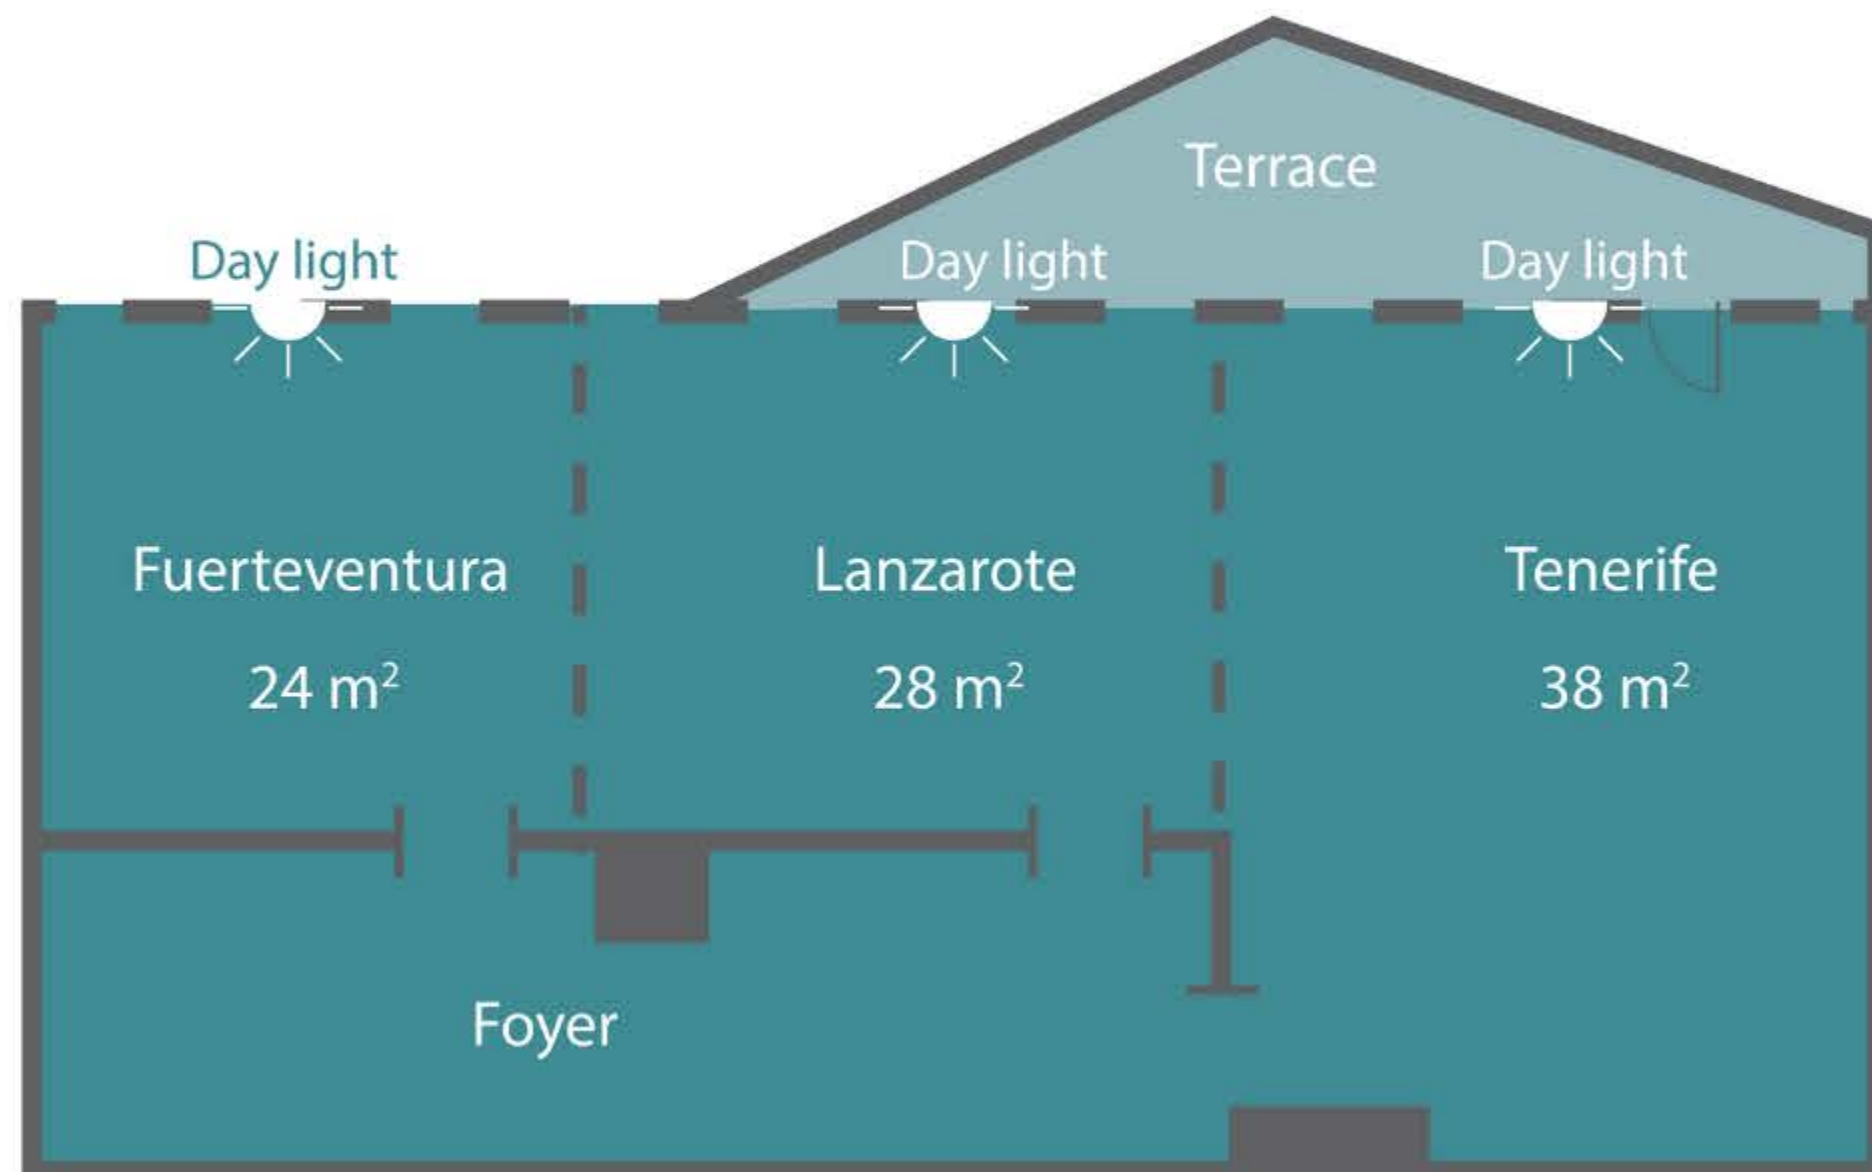 Terrace
Day light
Day light
Day light
Fuerteventura
24 m²
Lanzarote
28 m²
Tenerife
38 m²
Foyer